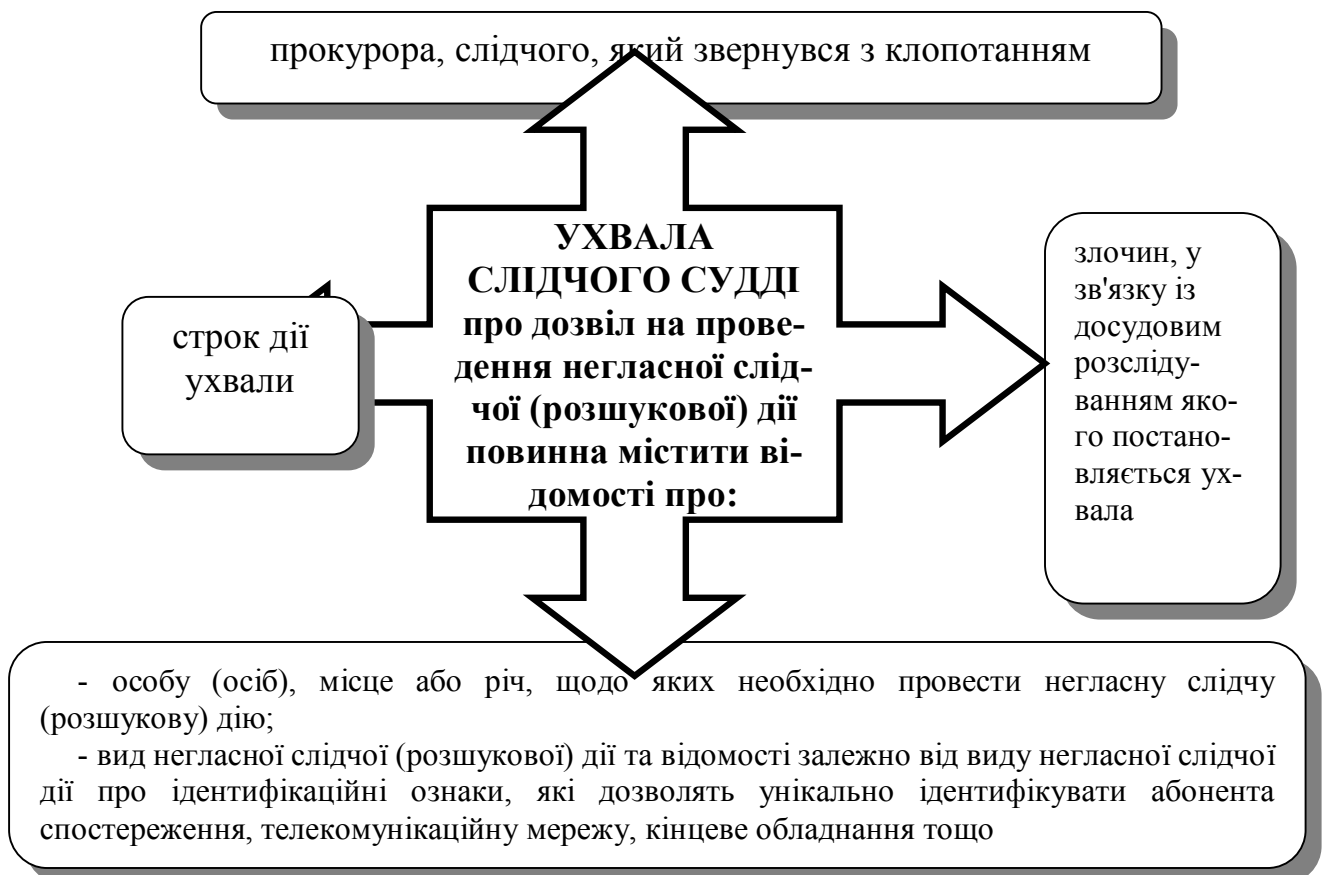 прокурора, слідчого, який звернувся з клопотанням
УХВАЛА
СЛІДЧОГО СУДДІ
про дозвіл на прове-
дення негласної слід-
чої (розшукової) дії
повинна містити ві-
домості про:
строк дії
ухвали
злочин, у
зв'язку із
досудовим
розсліду-
ванням яко-
го постано-
вляється ух-
вала
- особу (осіб), місце або річ, щодо яких необхідно провести негласну слідчу
(розшукову) дію;
- вид негласної слідчої (розшукової) дії та відомості залежно від виду негласної слідчої
дії про ідентифікаційні ознаки, які дозволять унікально ідентифікувати абонента
спостереження, телекомунікаційну мережу, кінцеве обладнання тощо